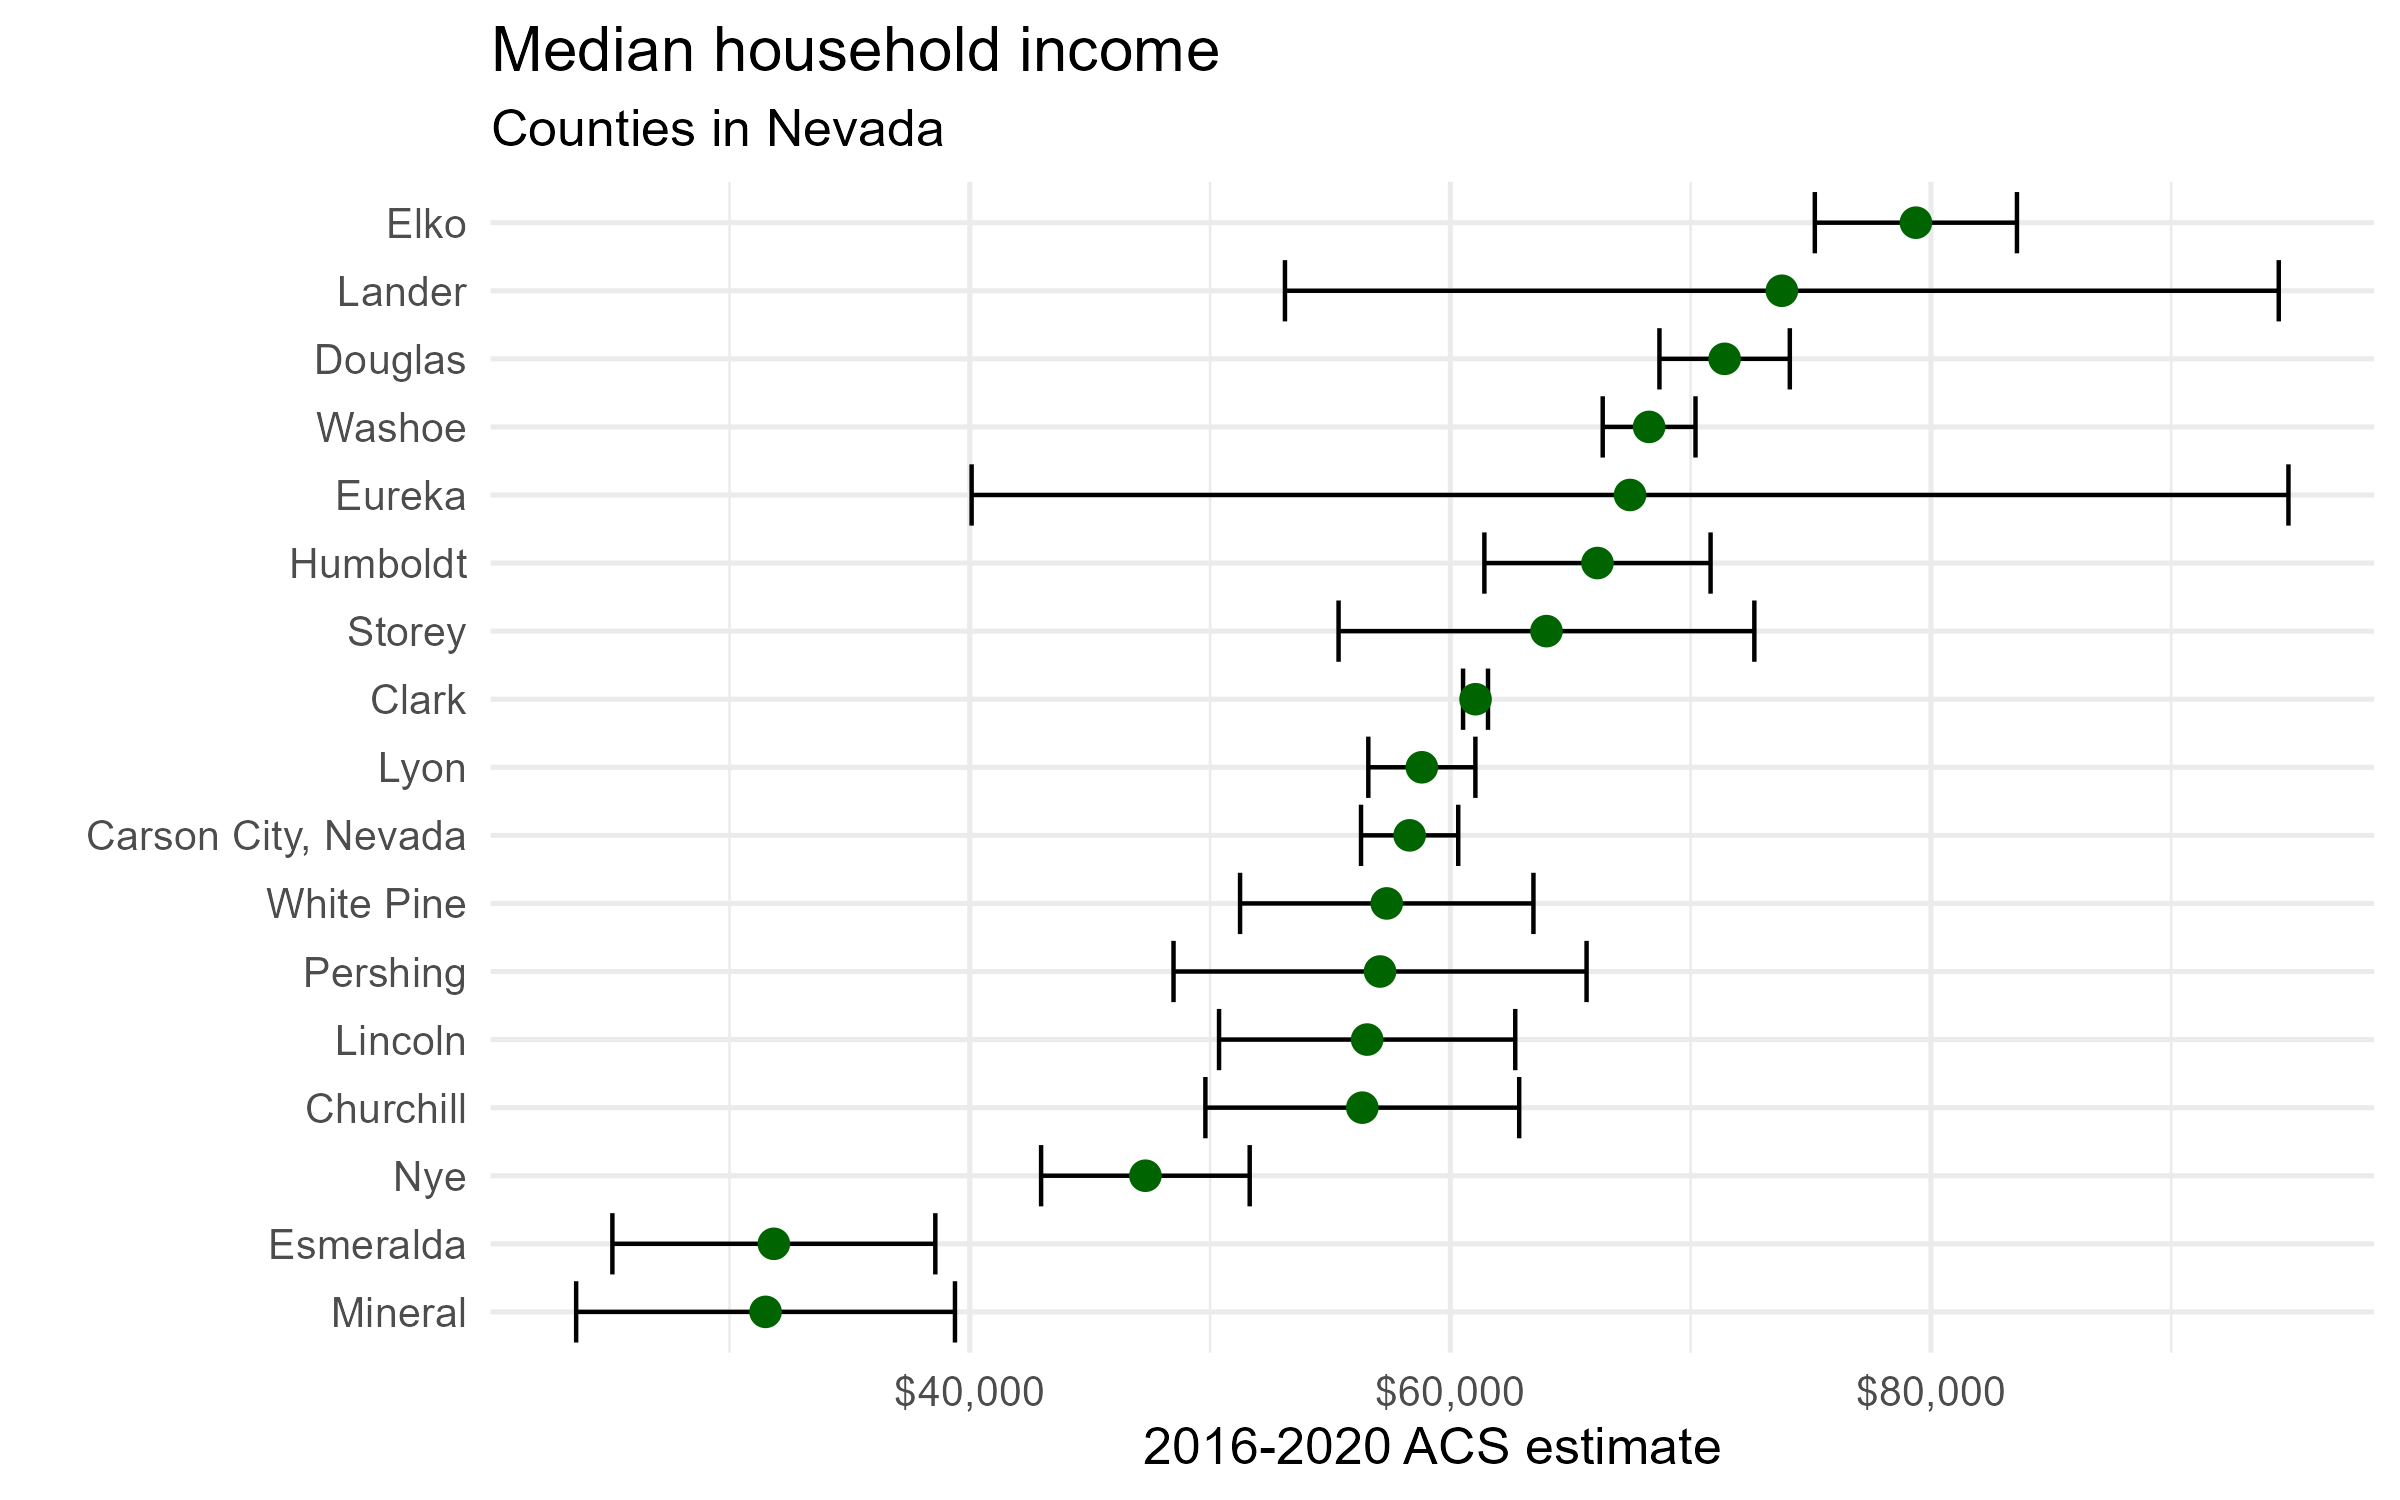 Median household income
Counties in Nevada
Elko
Lander
Douglas
Washoe
Eureka
Humboldt
Storey
Clark
Lyon
Carson City, Nevada
White Pine
Pershing
Lincoln
Churchill
Nye
Esmeralda
Mineral
$40,000 $60,000 $80,000
2016-2020 ACS estimate